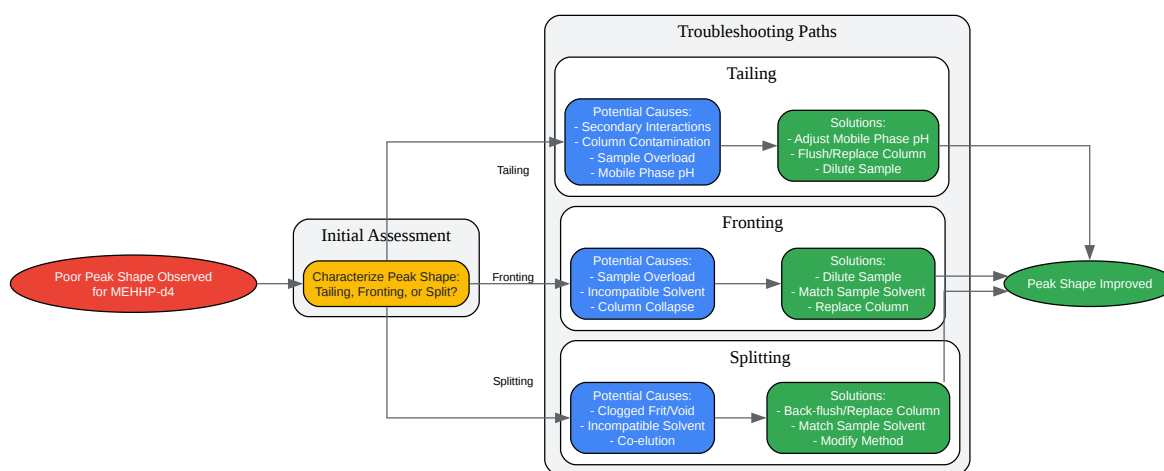 Troubleshooting Paths
Tailing
Potential Causes:
- Secondary Interactions
- Column Contamination
- Sample Overload
- Mobile Phase pH
Solutions:
- Adjust Mobile Phase pH
- Flush/Replace Column
- Dilute Sample
Tailing
Initial Assessment
Poor Peak Shape Observed
for MEHHP-d4
Characterize Peak Shape:
Tailing, Fronting, or Split?
Fronting
Fronting
Potential Causes:
- Sample Overload
- Incompatible Solvent
- Column Collapse
Solutions:
- Dilute Sample
- Match Sample Solvent
- Replace Column
Peak Shape Improved
Splitting
Splitting
Potential Causes:
- Clogged Frit/Void
- Incompatible Solvent
- Co-elution
Solutions:
- Back-flush/Replace Column
- Match Sample Solvent
- Modify Method